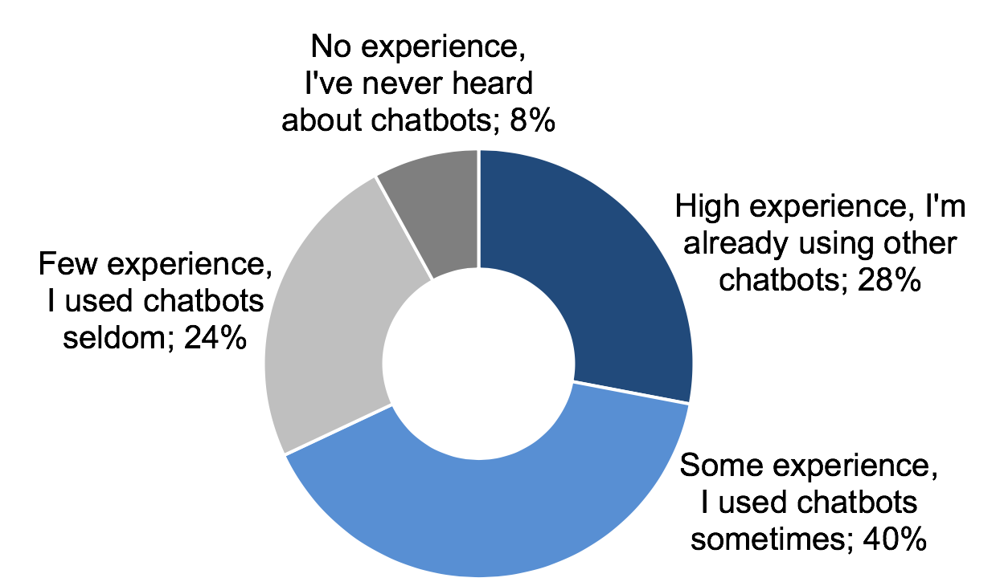 No experience,
I've never heard
about chatbots; 8%
High experience, I'm
already using other
chatbots; 28%
Few experience,
I used chatbots
seldom; 24%
Some experience,
I used chatbots
sometimes; 40%